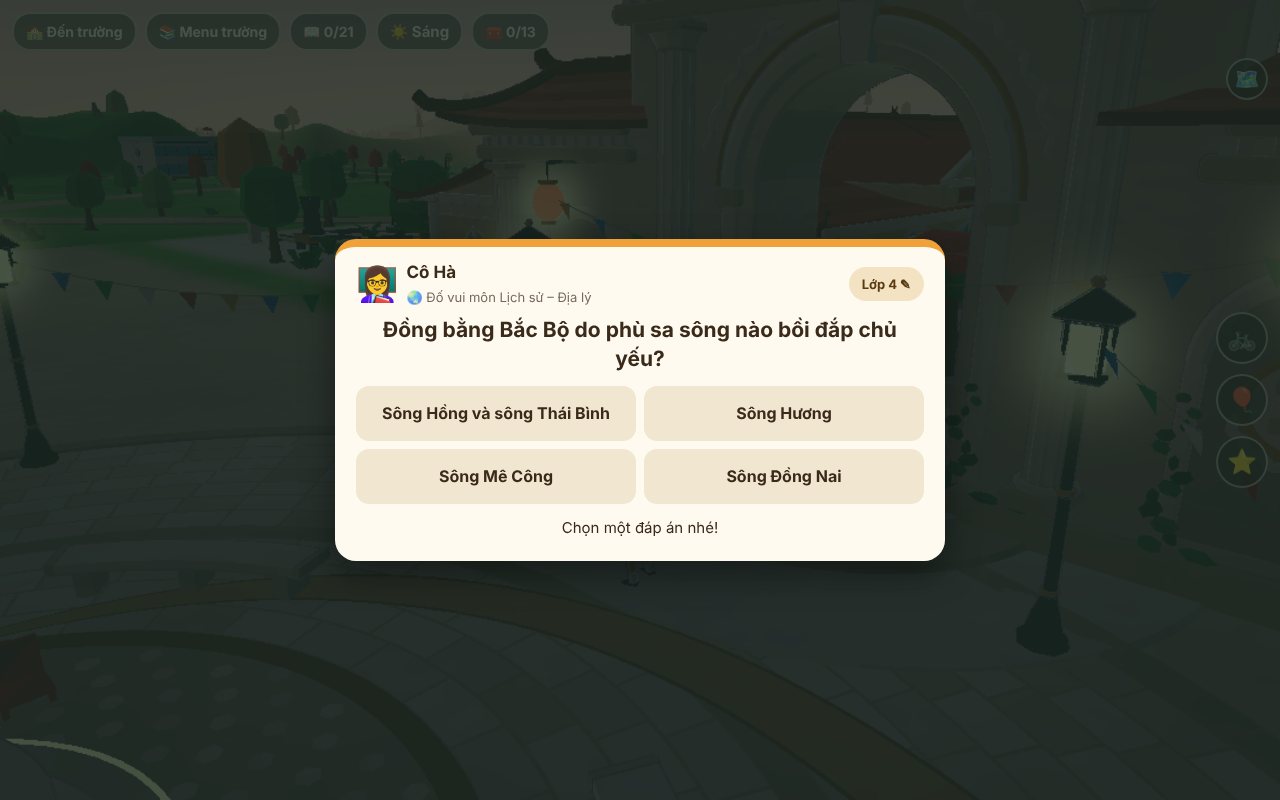 Đến trường
Menu trường
0/21
Sáng
0/13
Cô Hà
Đố vui môn Lịch sử – Địa lý
Lớp 4 ✎
Đồng bằng Bắc Bộ do phù sa sông nào bồi đắp chủ
yếu?
Sông Hồng và sông Thái Bình
Sông Hương
Sông Mê Công
Sông Đồng Nai
Chọn một đáp án nhé!